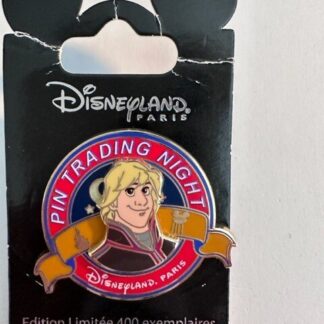 Disneyland
PARIS
PIN TRADING NIGHT
Disneyland PARIS
Edition Limitée 400 exemplaires